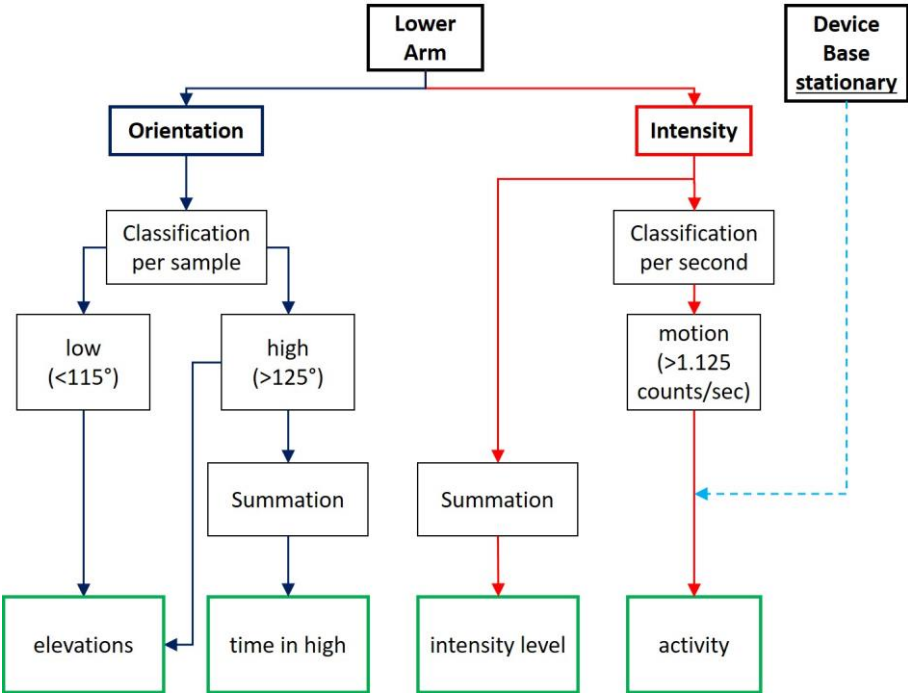 Lower
Arm
Device
Base
stationary
Orientation
Intensity
Classification
per sample
Classification
per second
low
(<115°)
high
(>125°)
motion
(>1.125
counts/sec)
Summation
Summation
elevations
time in high
intensity level
activity